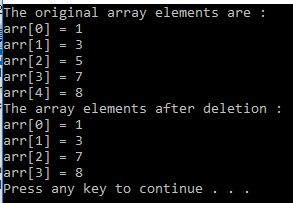 The original array elements are :
arr[0] = 1
arr[1] = 3
arr[2] = 5
arr[3] = 7
arr[4] = 8
The array elements after deletion :
arr[0] = 1
arr[1] = 3
arr[2] = 7
arr[3] = 8
Press any key to continue . . .